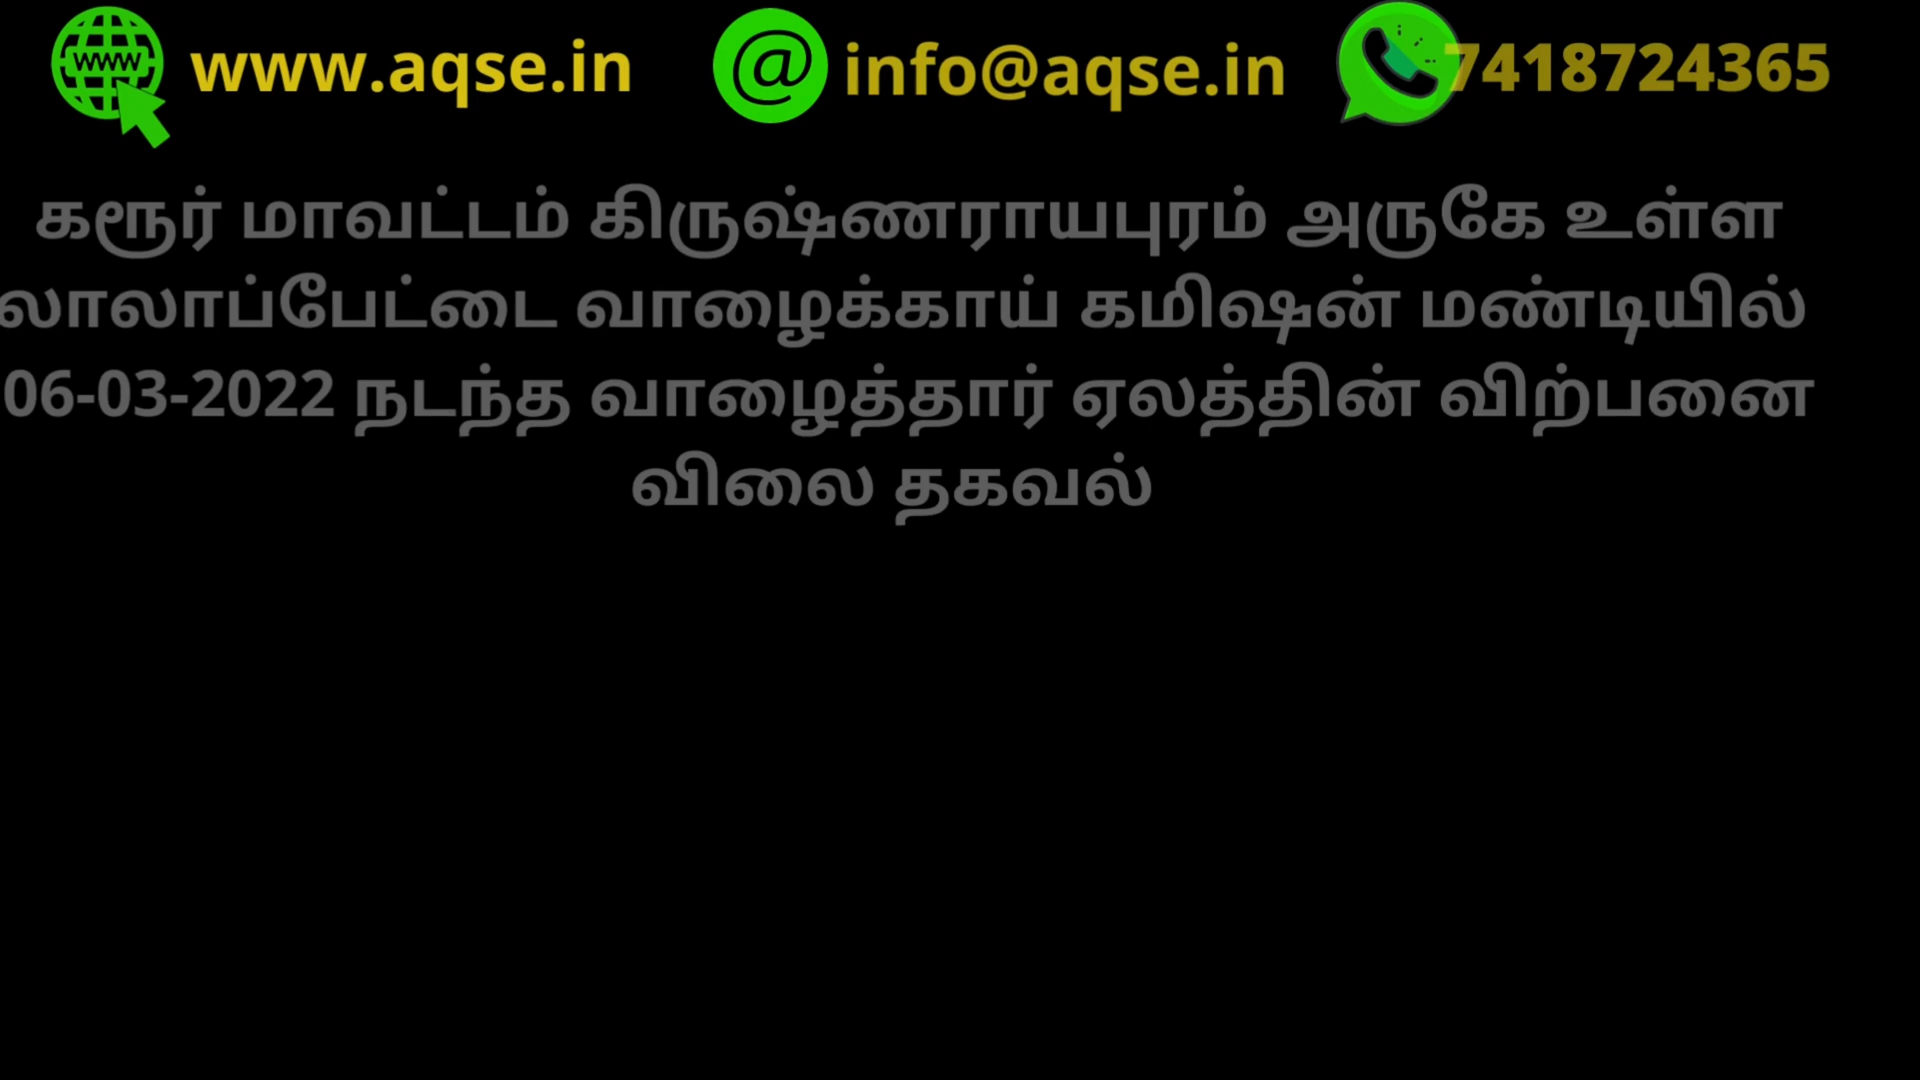 www.aqse.in info@aqse.in 7418724365
கரூர் மாவட்டம் கிருஷ்ணராயபுரம் அருகே உள்ள
லாலாப்பேட்டை வாழைக்காய் கமிஷன் மண்டியில்
06-03-2022 நடந்த வாழைத்தார் ஏலத்தின் விற்பனை
விலை தகவல்